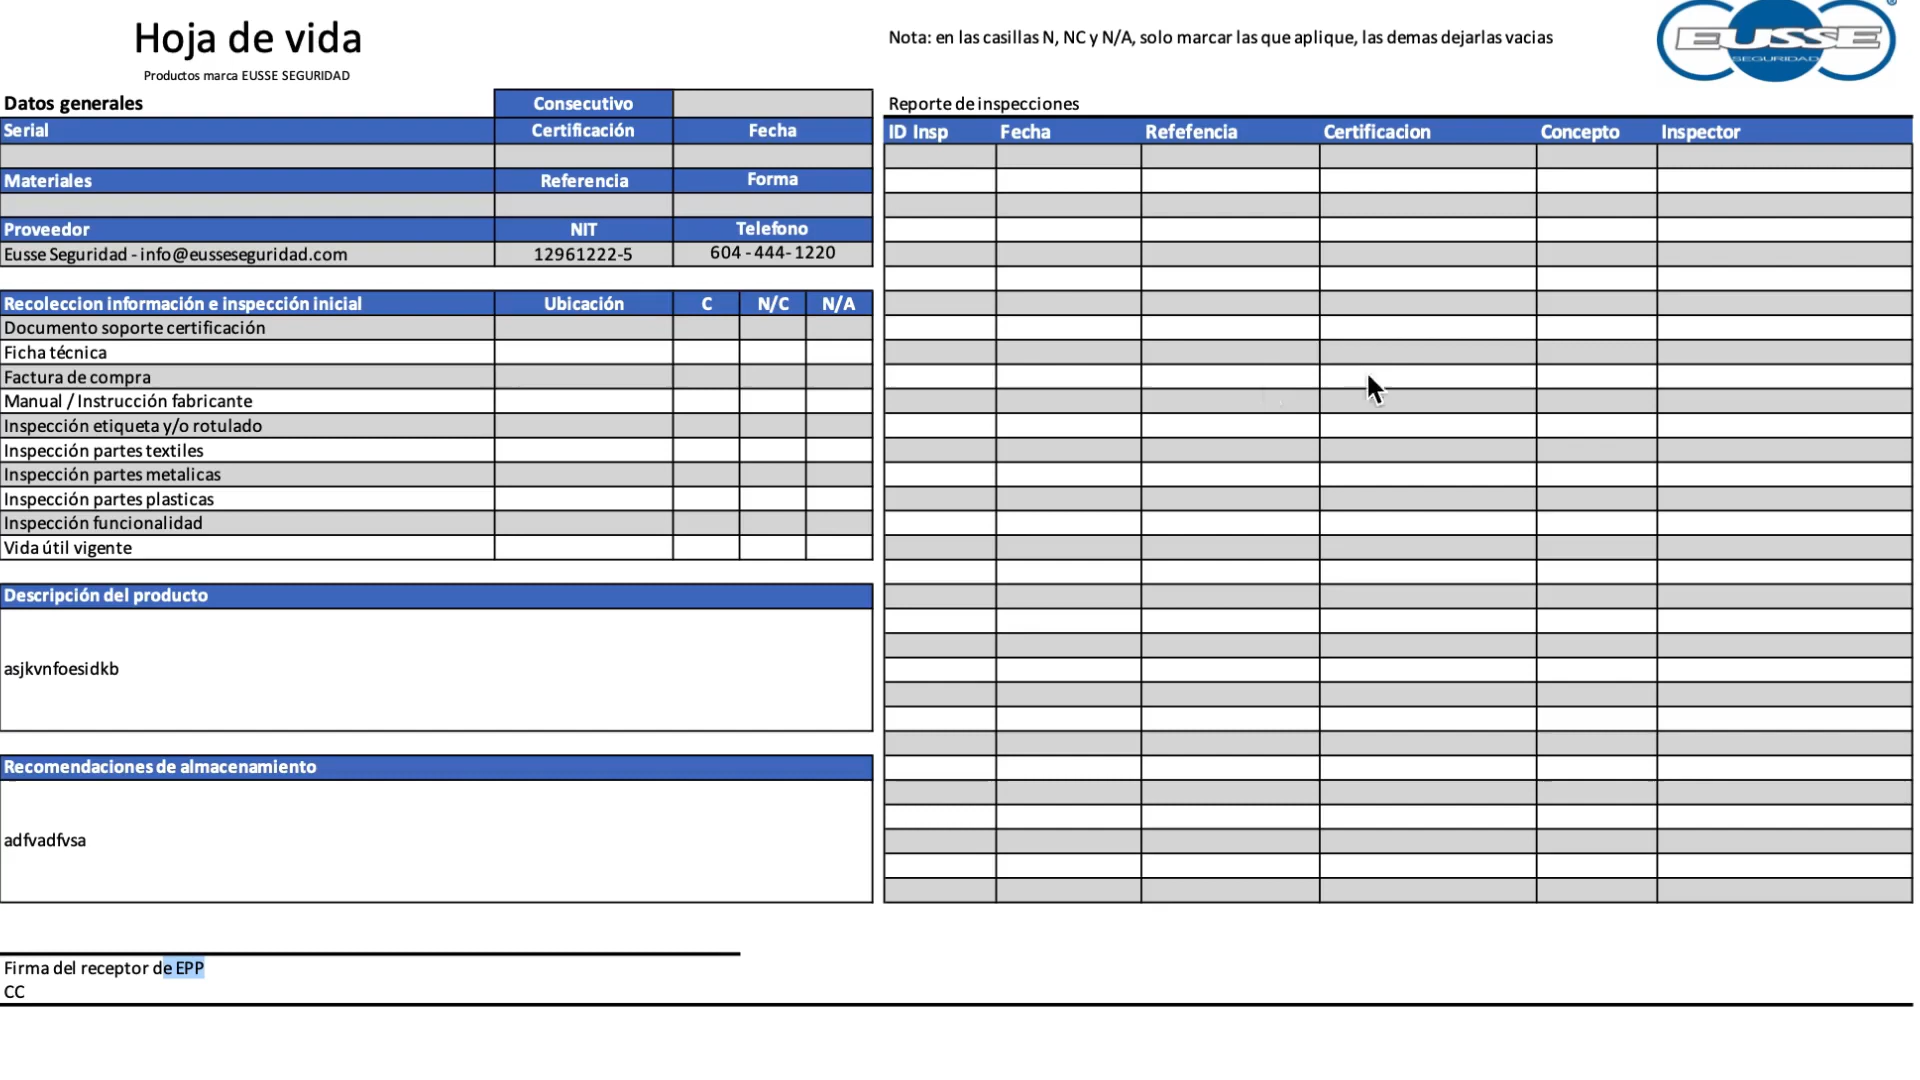 Hoja de vida
Productos marca EUSSE SEGURIDAD
Nota: en las casillas N, NC y N/A, solo marcar las que aplique, las demas dejarlas vacias
EUSSE
SEGURIDAD
®
Datos generales
Consecutivo
Serial
Certificación
Fecha
Materiales
Referencia
Forma
Proveedor
NIT
Telefono
Eusse Seguridad - info@eusseseguridad.com
12961222-5
604 - 444- 1220
Recoleccion información e inspección inicial
Ubicación
C
N/C
N/A
Documento soporte certificación
Ficha técnica
Factura de compra
Manual / Instrucción fabricante
Inspección etiqueta y/o rotulado
Inspección partes textiles
Inspección partes metalicas
Inspección partes plasticas
Inspección funcionalidad
Vida útil vigente
Descripción del producto
asjkvnfoesidkb
Recomendaciones de almacenamiento
adfvadfvsa
Reporte de inspecciones
ID Insp
Fecha
Refefencia
Certificacion
Concepto
Inspector
Firma del receptor de EPP
CC